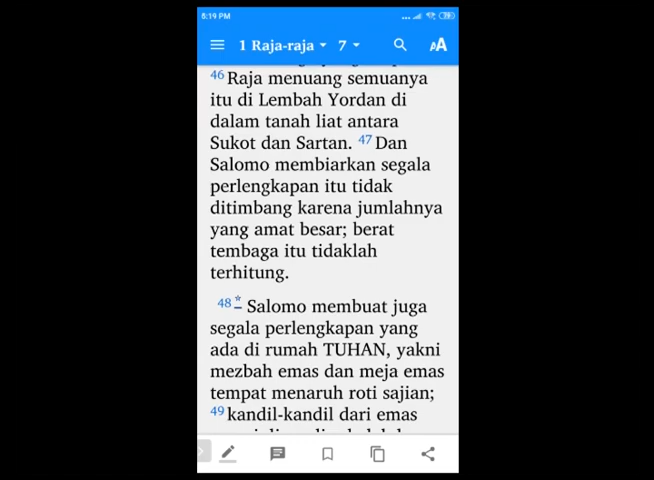 5:19 PM
1 Raja-raja 7
AA
46 Raja menuang semuanya
itu di Lembah Yordan di
dalam tanah liat antara
Sukot dan Sartan. 47 Dan
Salomo membiarkan segala
perlengkapan itu tidak
ditimbang karena jumlahnya
yang amat besar; berat
tembaga itu tidaklah
terhitung.
48 * Salomo membuat juga
segala perlengkapan yang
ada di rumah TUHAN, yakni
mezbah emas dan meja emas
tempat menaruh roti sajian;
49 kandil-kandil dari emas